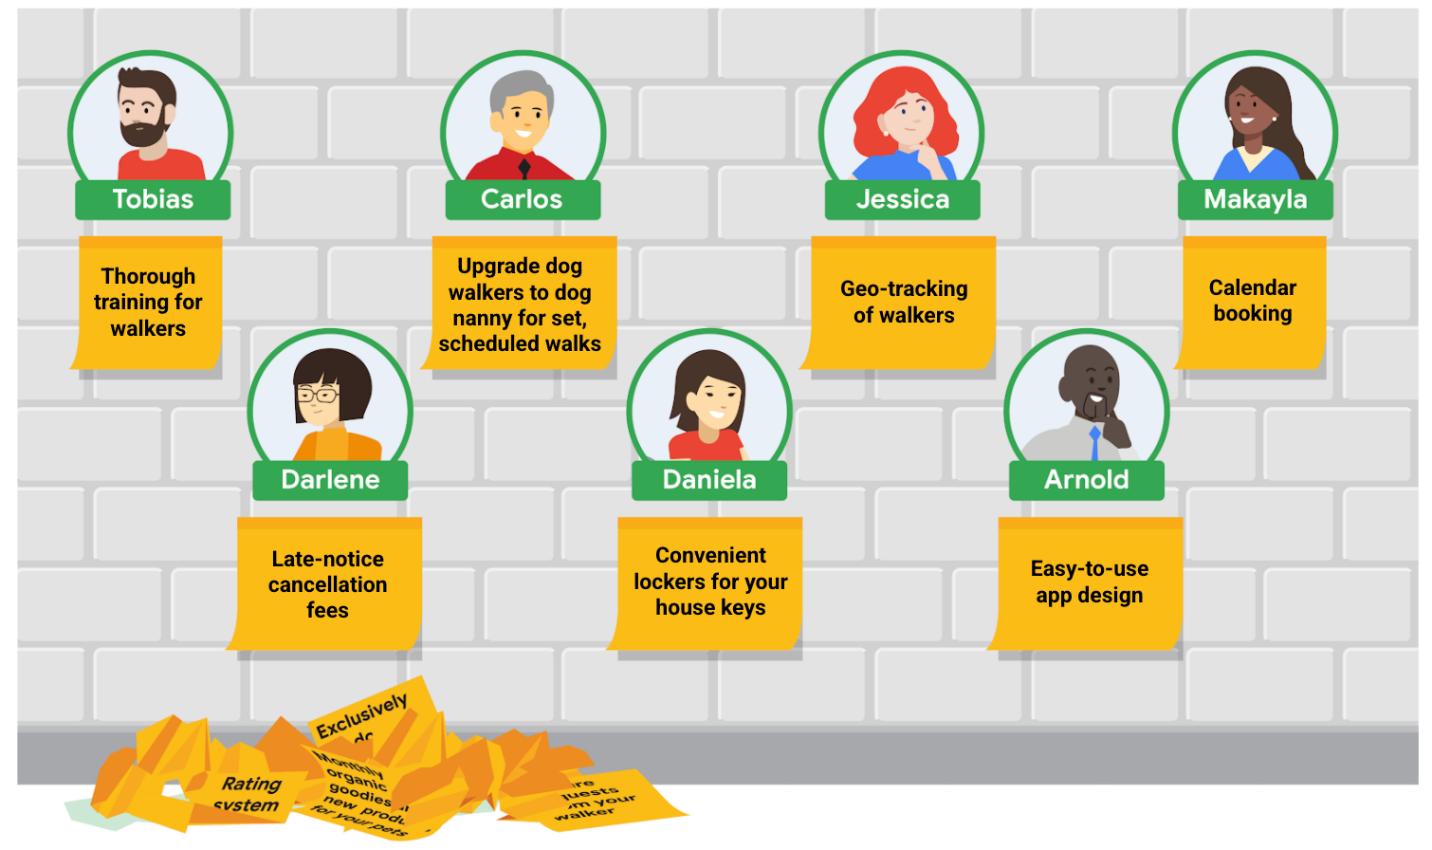 Tobias
Carlos
Jessica
Makayla
Thorough
training for
walkers
Upgrade dog
walkers to dog
nanny for set,
scheduled walks
Geo-tracking
of walkers
Calendar
booking
Darlene
Daniela
Arnold
Late-notice
cancellation
fees
Convenient
lockers for your
house keys
Easy-to-use
app design
Exclusively
Monthly
organic
goodies
new
for your pets
Rating
system
your
walker